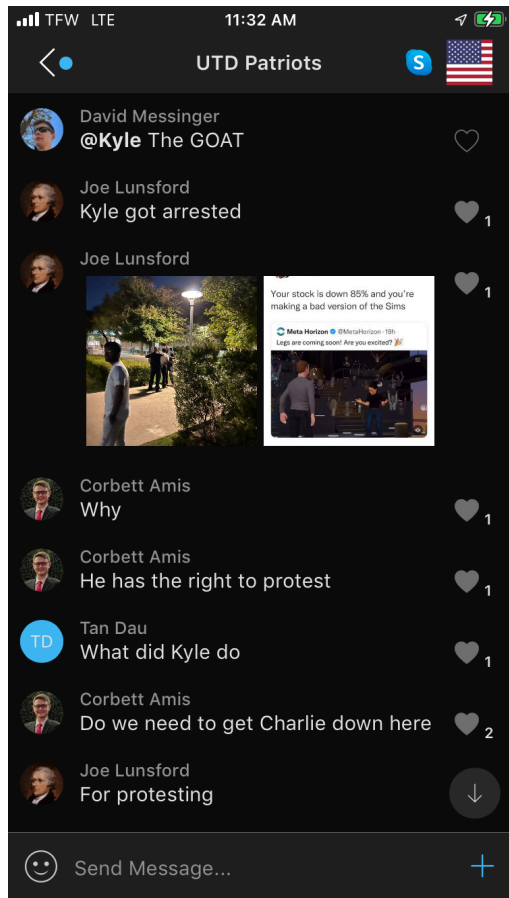 TFW LTE 11:32 AM
UTD Patriots
S
David Messinger
@Kyle The GOAT
Joe Lunsford
Kyle got arrested
1
Joe Lunsford
1
Your stock is down 85% and you're
making a bad version of the Sims
Meta Horizon @MetaHorizon · 19h
Legs are coming soon! Are you excited? 🎉
Corbett Amis
Why
1
Corbett Amis
He has the right to protest
1
TD
Tan Dau
What did Kyle do
1
Corbett Amis
Do we need to get Charlie down here
2
Joe Lunsford
For protesting
Send Message...